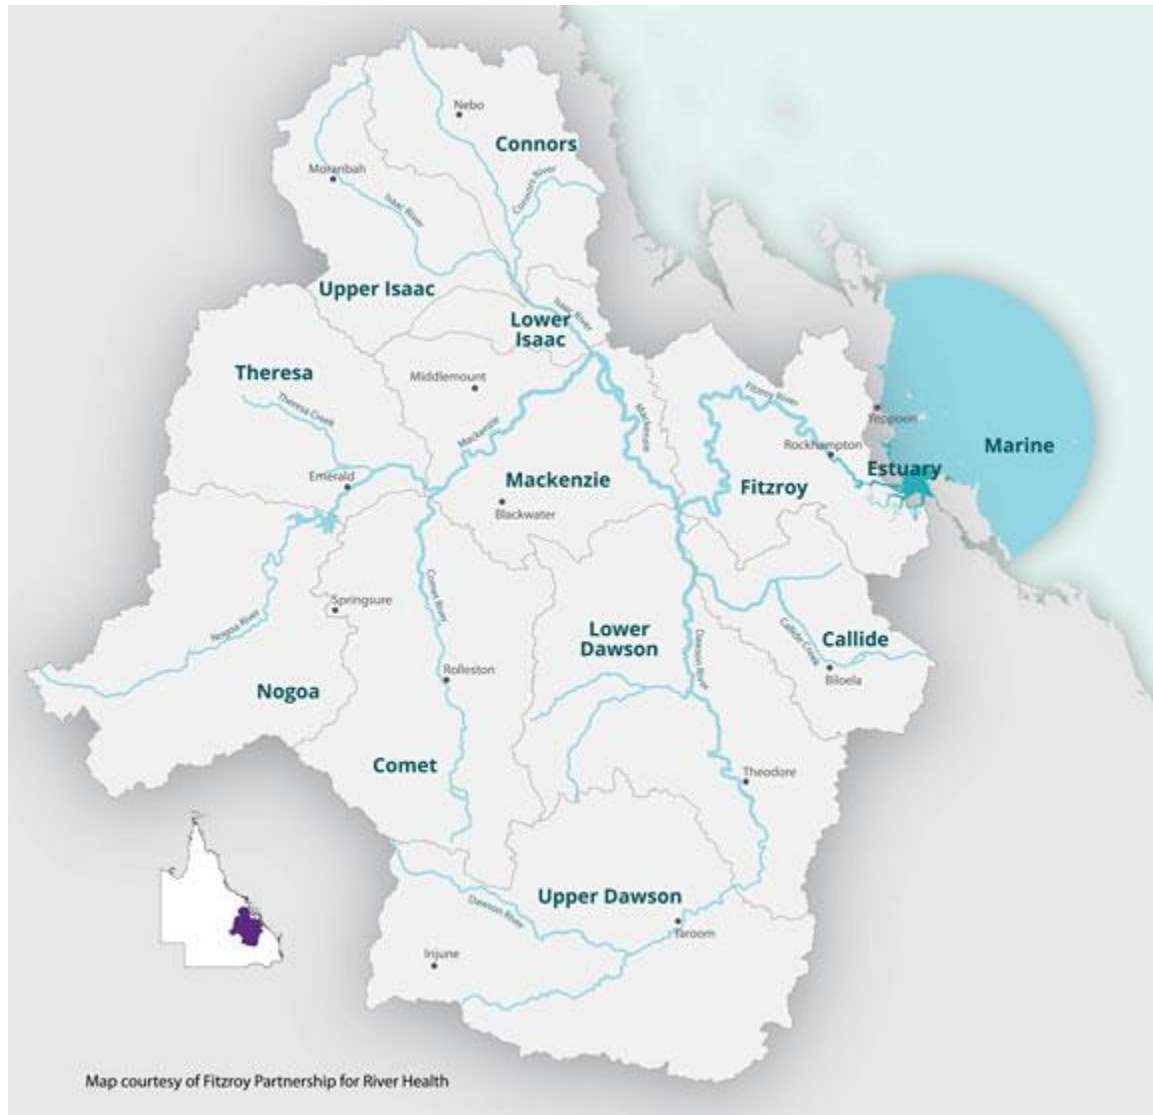 Nebo
Connors
Connors River
Moranbah
Isaac River
Upper Isaac
Isaac River
Lower
Isaac
Theresa
Theresa Creek
Middlemount
Mackenzie
Mackenzie
Fitzroy River
Yeppoon
Rockhampton
Marine
Estuary
Emerald
Mackenzie
Fitzroy
Blackwater
Comet River
Springsure
Nogoa River
Lower
Dawson
Dawson River
Callide Creek
Callide
Biloela
Rolleston
Nogoa
Comet
Theodore
Upper Dawson
Dawson River
Taroom
Injune
Map courtesy of Fitzroy Partnership for River Health